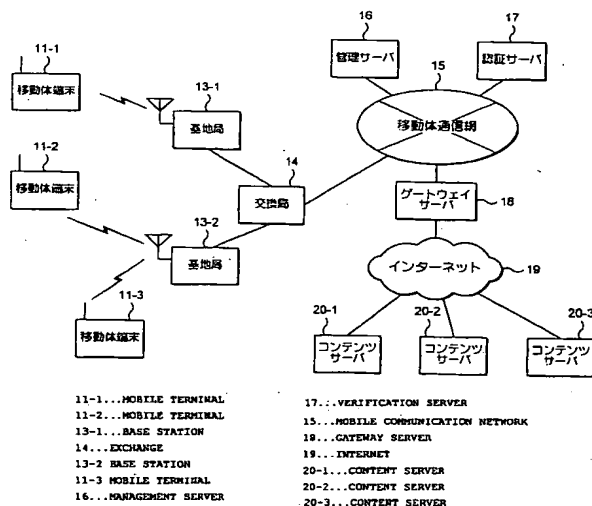 16
17
11-1
15
管理サーバ
認証サーバ
移動体端末
13-1
基地局
移動体通信網
11-2
14
移動体端末
交換局
ゲートウェイ
サーバ
18
13-2
基地局
インターネット
19
11-3
移動体端末
20-1
20-2
20-3
コンテンツ
サーバ
コンテンツ
サーバ
コンテンツ
サーバ
11-1...MOBILE TERMINAL
11-2...MOBILE TERMINAL
13-1...BASE STATION
14...EXCHANGE
13-2 BASE STATION
11-3 MOBILE TERMINAL
16...MANAGEMENT SERVER
17...VERIFICATION SERVER
15...MOBILE COMMUNICATION NETWORK
18...GATEWAY SERVER
19...INTERNET
20-1...CONTENT SERVER
20-2...CONTENT SERVER
20-3...CONTENT SERVER